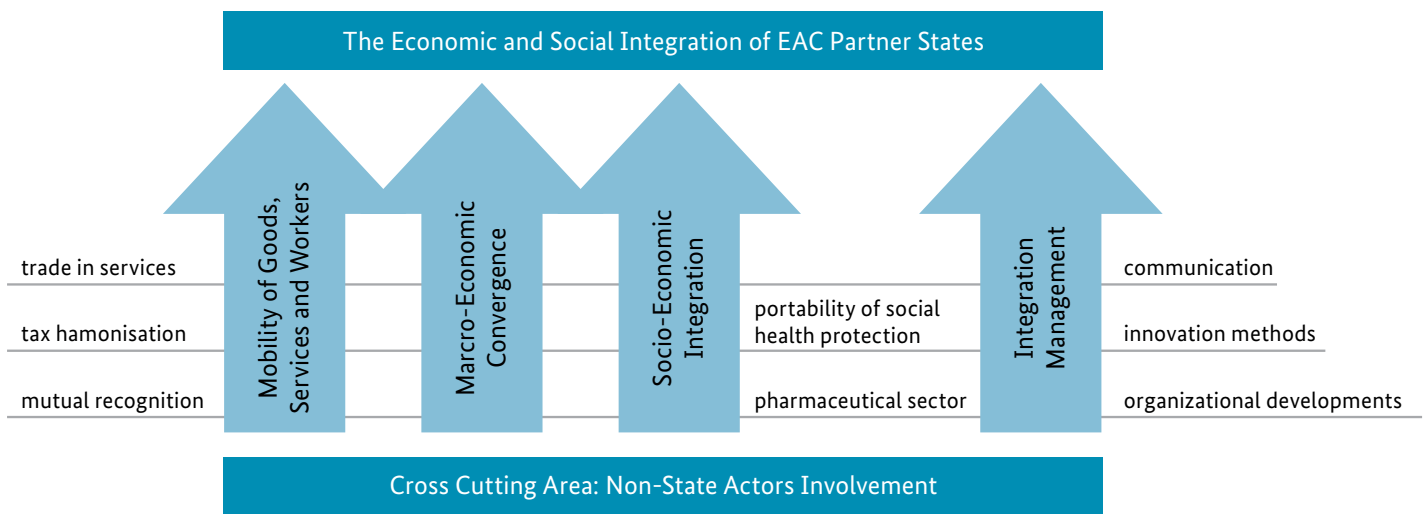 The Economic and Social Integration of EAC Partner States
trade in services
tax hamonisation
mutual recognition
Mobility of Goods,
Services and Workers
Marcro-Economic
Convergence
Socio-Economic
Integration
portability of social
health protection
pharmaceutical sector
Integration
Management
communication
innovation methods
organizational developments
Cross Cutting Area: Non-State Actors Involvement